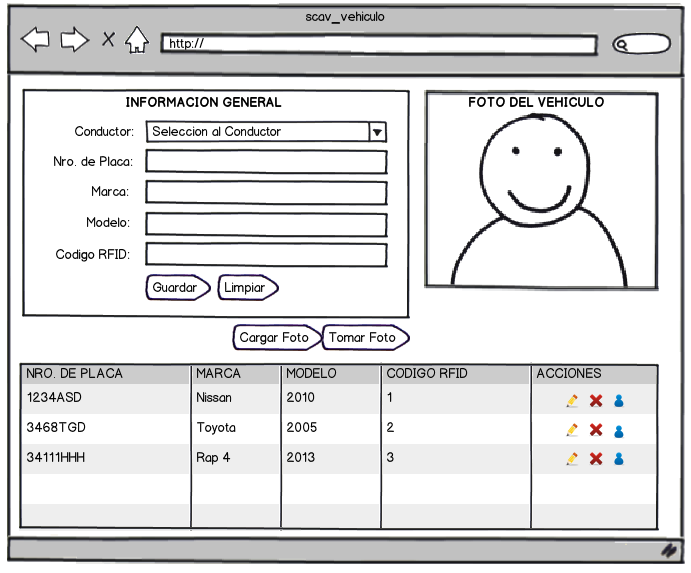 scav_vehiculo
http://
INFORMACION GENERAL
Conductor: Seleccion al Conductor
Nro. de Placa:
Marca:
Modelo:
Codigo RFID:
Guardar Limpiar
FOTO DEL VEHICULO
Cargar Foto Tomar Foto
NRO. DE PLACA MARCA MODELO CODIGO RFID ACCIONES
1234ASD Nissan 2010 1
3468TGD Toyota 2005 2
34111HHH Rap 4 2013 3